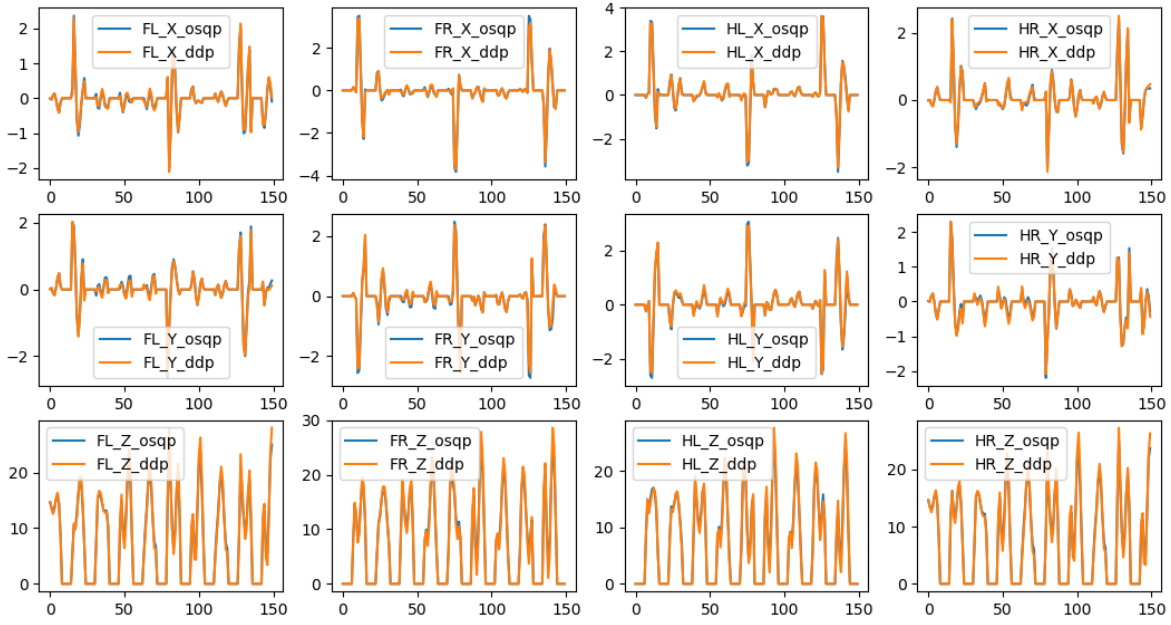 FL_X_osqp
FL_X_ddp
2
1
0
−1
−2
0 50 100 150
FR_X_osqp
FR_X_ddp
2
0
−2
−4
0 50 100 150
HL_X_osqp
HL_X_ddp
4
2
0
−2
0 50 100 150
HR_X_osqp
HR_X_ddp
2
0
−2
0 50 100 150
FL_Y_osqp
FL_Y_ddp
2
0
−2
0 50 100 150
FR_Y_osqp
FR_Y_ddp
2
0
−2
0 50 100 150
HL_Y_osqp
HL_Y_ddp
2
0
−2
0 50 100 150
HR_Y_osqp
HR_Y_ddp
2
1
0
−1
−2
0 50 100 150
FL_Z_osqp
FL_Z_ddp
20
10
0
0 50 100 150
FR_Z_osqp
FR_Z_ddp
30
20
10
0
0 50 100 150
HL_Z_osqp
HL_Z_ddp
20
10
0
0 50 100 150
HR_Z_osqp
HR_Z_ddp
20
10
0
0 50 100 150